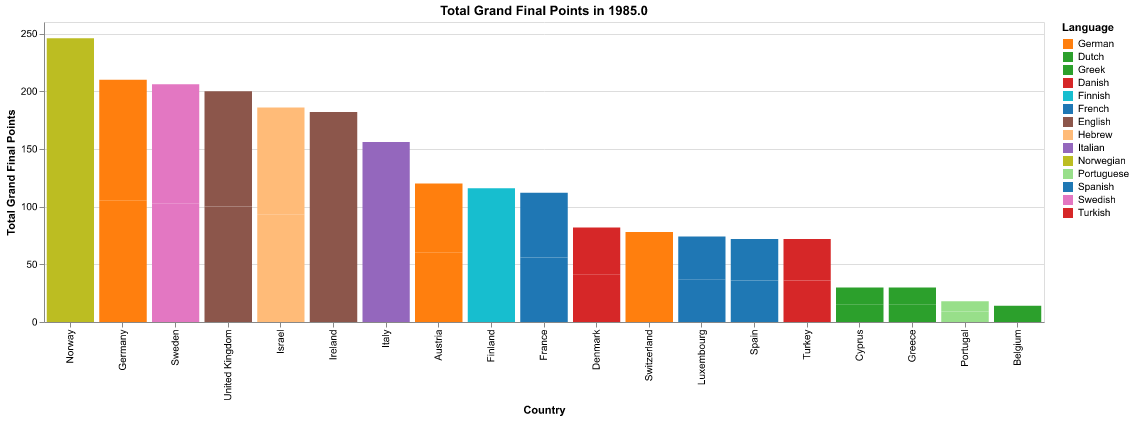 Total Grand Final Points in 1985.0
Total Grand Final Points
250
200
150
100
50
0
Norway
Germany
Sweden
United Kingdom
Israel
Ireland
Italy
Austria
Finland
France
Denmark
Switzerland
Luxembourg
Spain
Turkey
Cyprus
Greece
Portugal
Belgium
Country
Language
German
Dutch
Greek
Danish
Finnish
French
English
Hebrew
Italian
Norwegian
Portuguese
Spanish
Swedish
Turkish